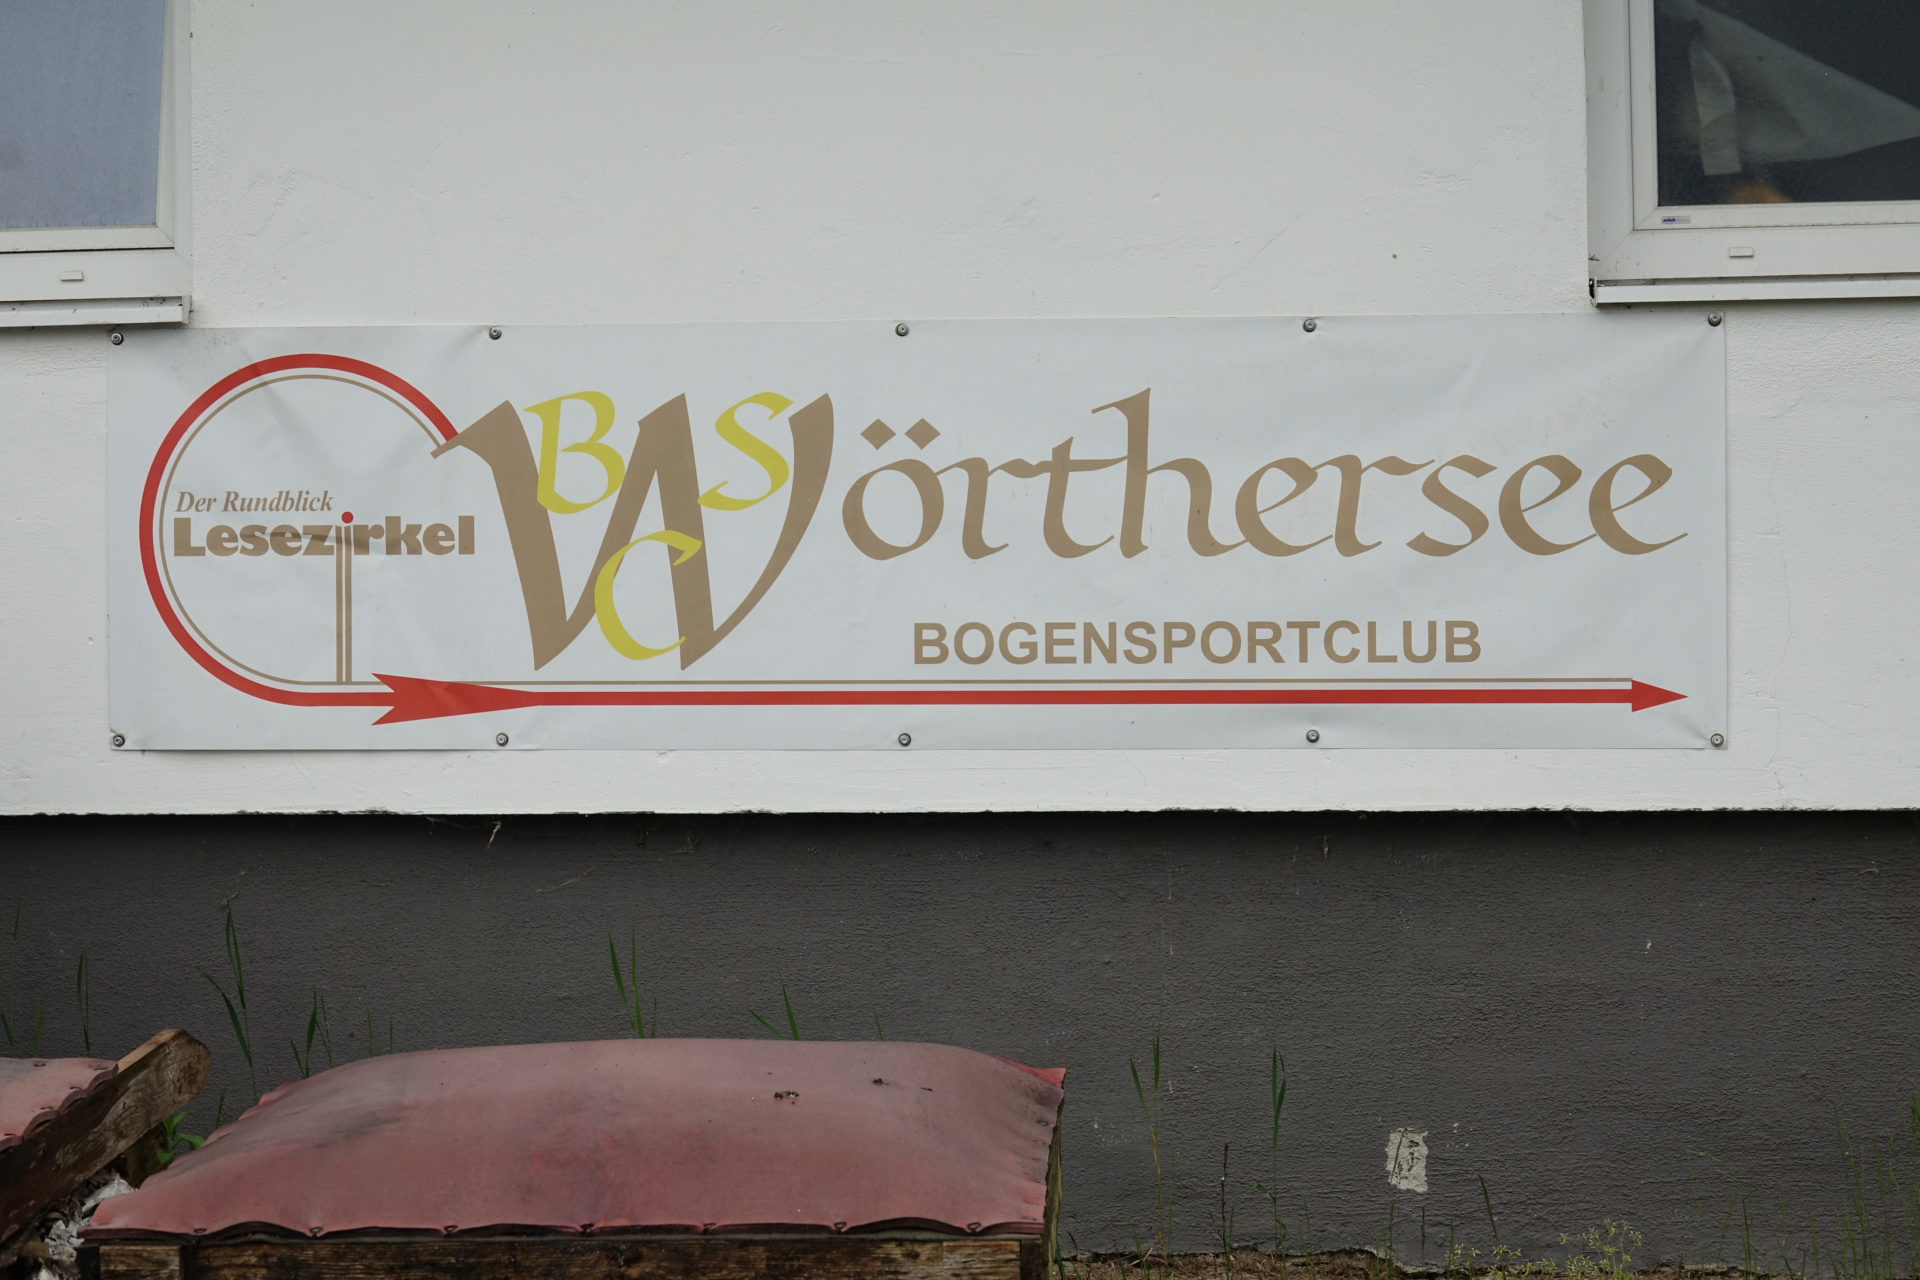 Der Rundblick
Lesezirkel
BSC
Wörthersee
BOGENSPORTCLUB